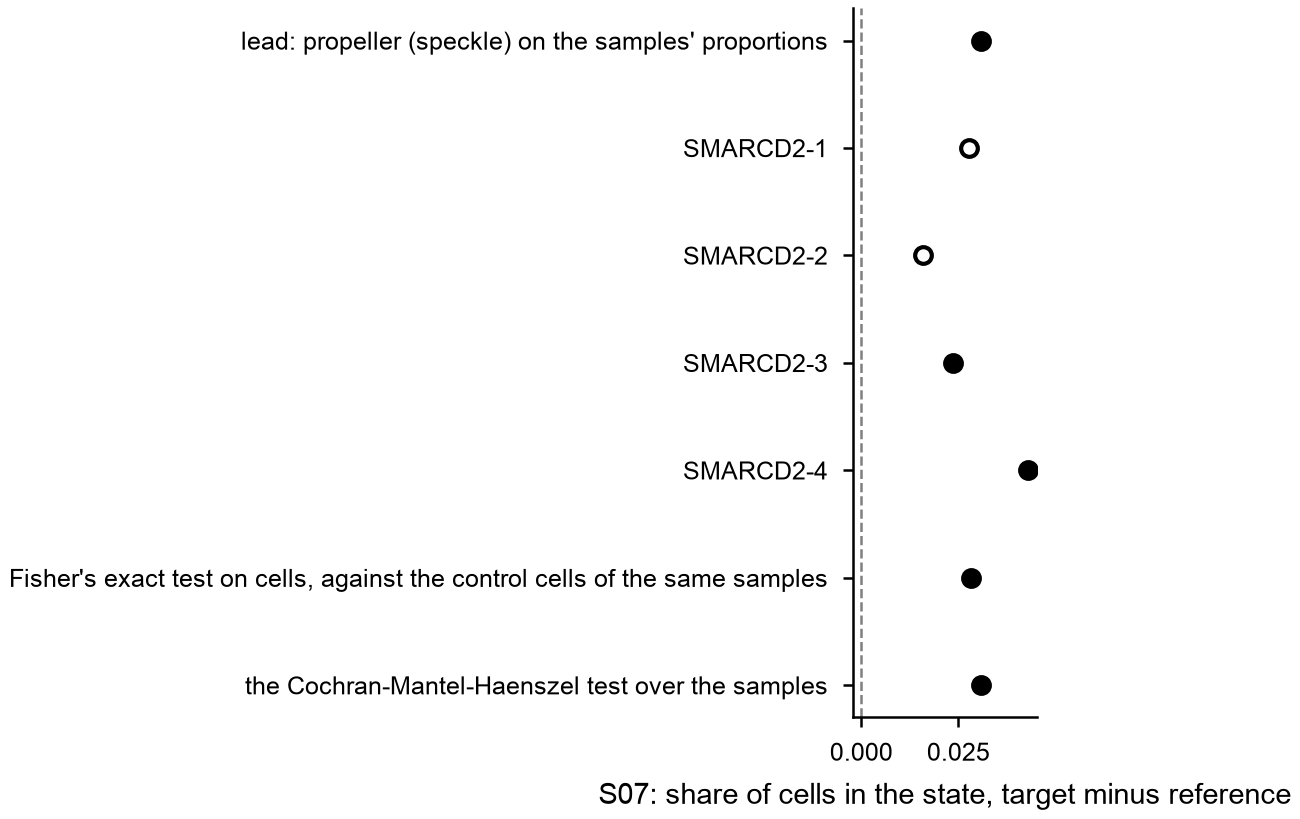 lead: propeller (speckle) on the samples' proportions
SMARCD2-1
SMARCD2-2
SMARCD2-3
SMARCD2-4
Fisher's exact test on cells, against the control cells of the same samples
the Cochran-Mantel-Haenszel test over the samples
0.000 0.025
S07: share of cells in the state, target minus reference